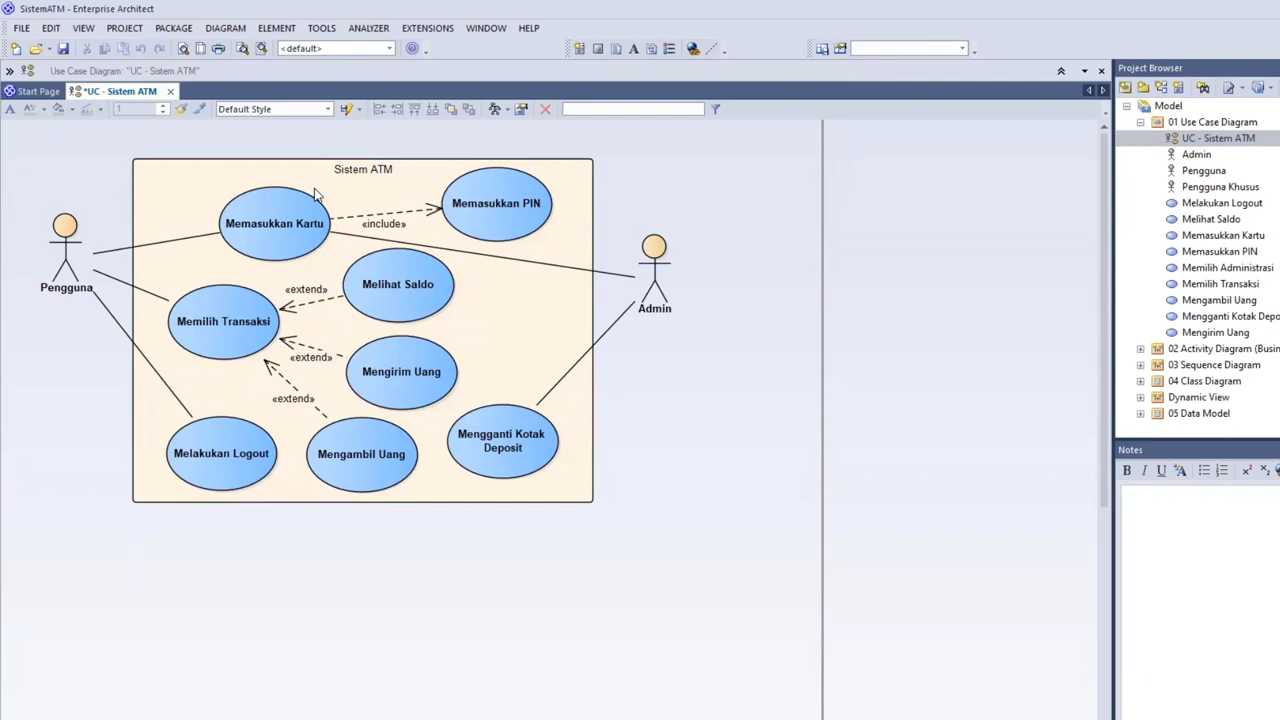 SistemATM - Enterprise Architect
FILE EDIT VIEW PROJECT PACKAGE DIAGRAM ELEMENT TOOLS ANALYZER EXTENSIONS WINDOW HELP
<default>
Use Case Diagram: "UC - Sistem ATM"
Start Page *UC - Sistem ATM
1 Default Style
Sistem ATM
Memasukkan PIN
Memasukkan Kartu
«include»
Pengguna
Melihat Saldo
«extend»
Admin
Memilih Transaksi
«extend»
Mengirim Uang
«extend»
Melakukan Logout
Mengambil Uang
Mengganti Kotak
Deposit
Project Browser
Model
01 Use Case Diagram
UC - Sistem ATM
Admin
Pengguna
Pengguna Khusus
Melakukan Logout
Melihat Saldo
Memasukkan Kartu
Memasukkan PIN
Memilih Administrasi
Memilih Transaksi
Mengambil Uang
Mengganti Kotak Depo
Mengirim Uang
02 Activity Diagram (Busi
03 Sequence Diagram
04 Class Diagram
Dynamic View
05 Data Model
Notes
B I U A